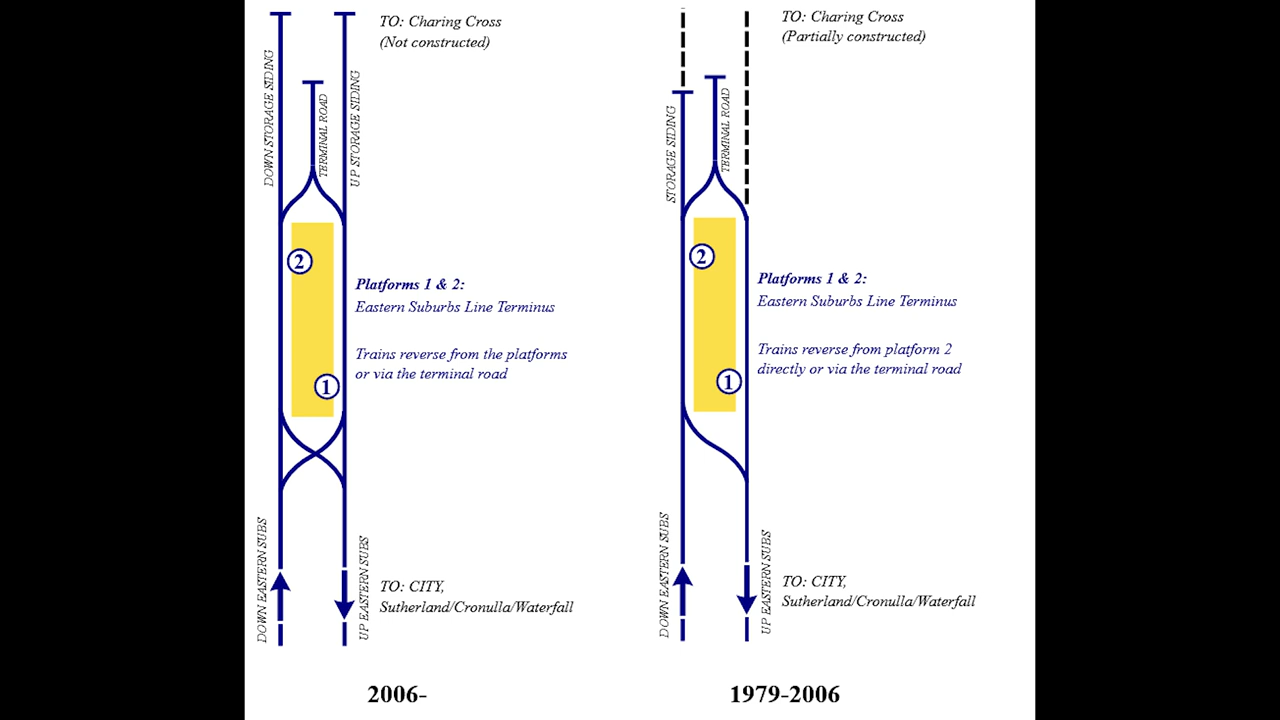 TO: Charing Cross
(Not constructed)
DOWN STORAGE SIDING
TERMINAL ROAD
UP STORAGE SIDING
2
Platforms 1 & 2:
Eastern Suburbs Line Terminus
Trains reverse from the platforms
or via the terminal road
1
DOWN EASTERN SUBS
UP EASTERN SUBS
TO: CITY,
Sutherland/Cronulla/Waterfall
2006-
TO: Charing Cross
(Partially constructed)
STORAGE SIDING
TERMINAL ROAD
2
Platforms 1 & 2:
Eastern Suburbs Line Terminus
Trains reverse from platform 2
directly or via the terminal road
1
DOWN EASTERN SUBS
UP EASTERN SUBS
TO: CITY,
Sutherland/Cronulla/Waterfall
1979-2006